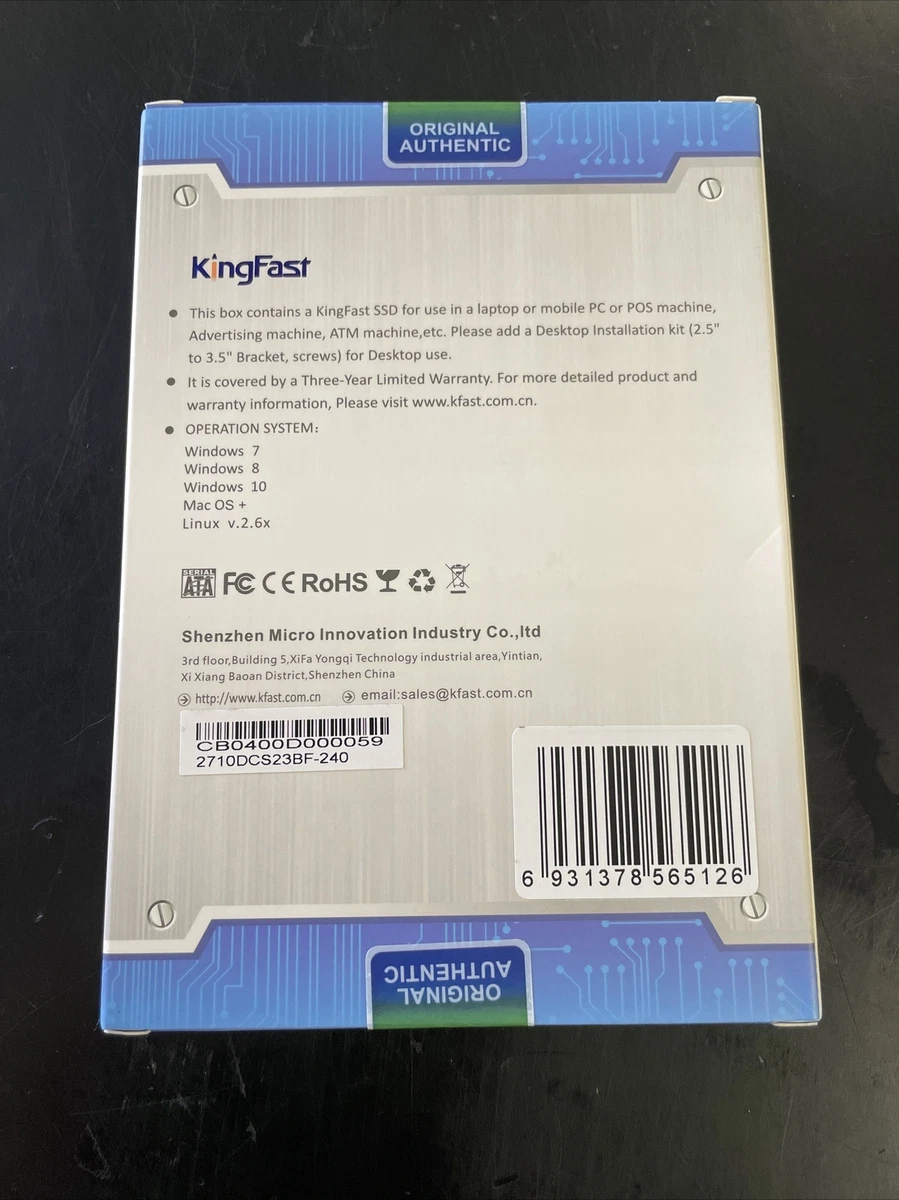 ORIGINAL
AUTHENTIC
KingFast
• This box contains a KingFast SSD for use in a laptop or mobile PC or POS machine,
Advertising machine, ATM machine,etc. Please add a Desktop Installation kit (2.5"
to 3.5" Bracket, screws) for Desktop use.
• It is covered by a Three-Year Limited Warranty. For more detailed product and
warranty information, Please visit www.kfast.com.cn.
• OPERATION SYSTEM:
Windows 7
Windows 8
Windows 10
Mac OS +
Linux v.2.6x
SERIAL
ATA FC CE RoHS
Shenzhen Micro Innovation Industry Co.,ltd
3rd floor,Building 5,XiFa Yongqi Technology industrial area,Yintian,
Xi Xiang Baoan District,Shenzhen China
http://www.kfast.com.cn email:sales@kfast.com.cn
CB0400D000059
2710DCS23BF-240
6 931378 565126
ORIGINAL
AUTHENTIC